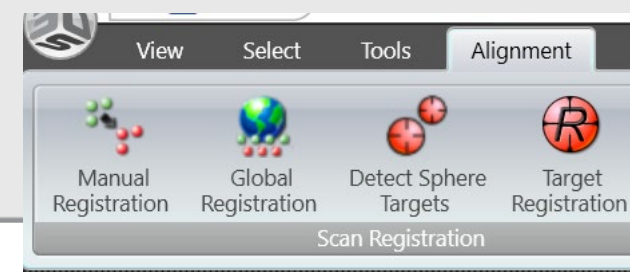 View Select Tools Alignment
Manual Registration
Global Registration
Detect Sphere Targets
Target Registration
Scan Registration